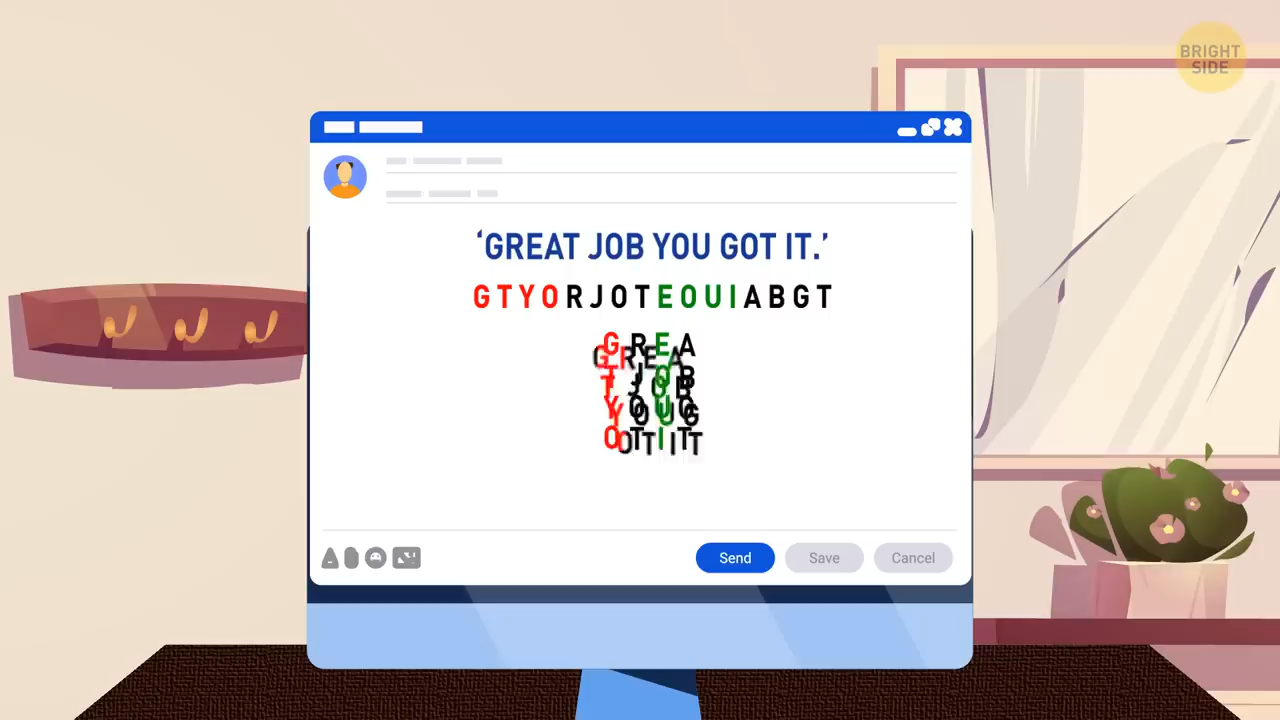 BRIGHT
SIDE
‘GREAT JOB YOU GOT IT.’
GTYORJOTEOUIABGT
G R E A
T J O B
Y O U G
O T I T
Send
Save
Cancel